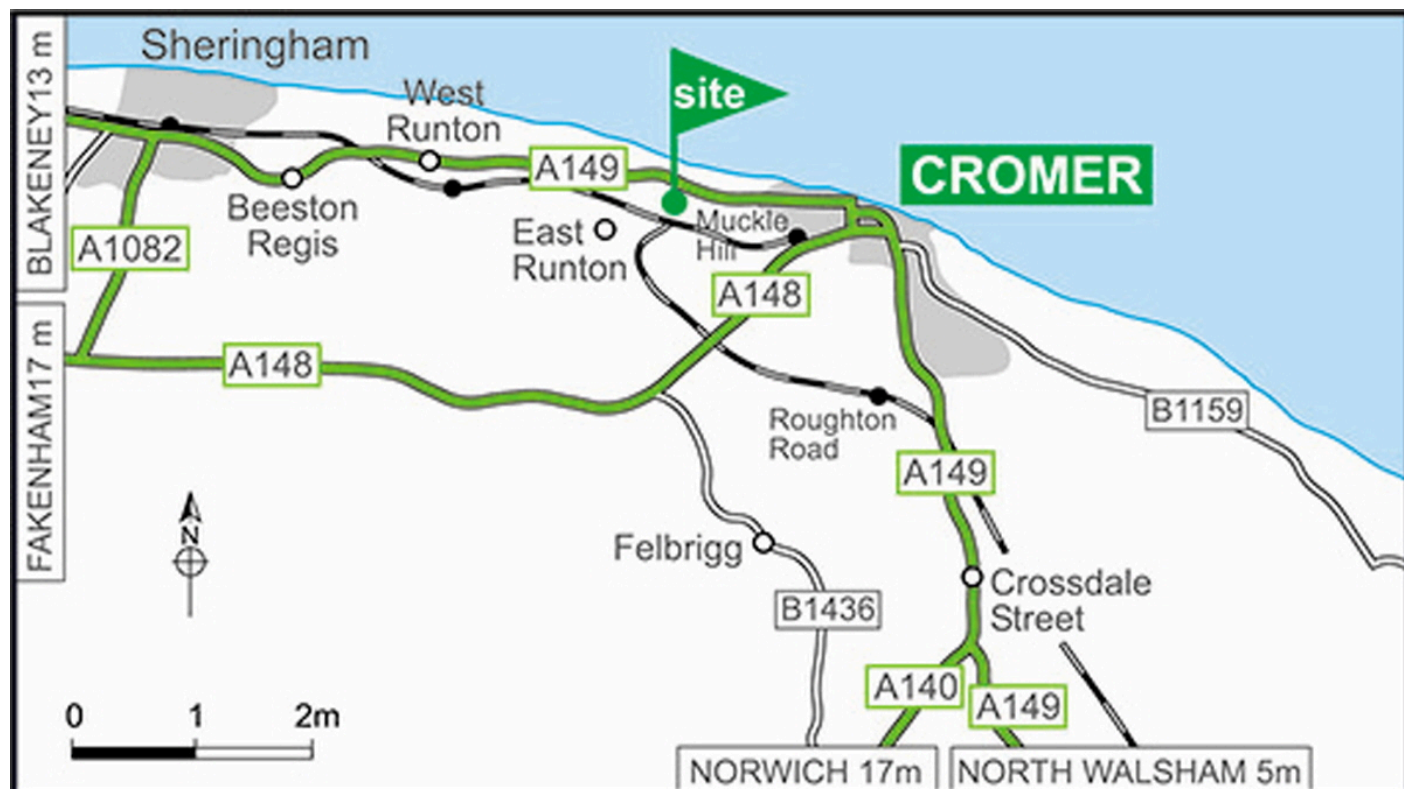 Sheringham
BLAKENEY13 m
West
Runton
site
A149
CROMER
Beeston
Regis
A1082
East
Runton
Muckle
Hill
A148
FAKENHAM17 m
A148
B1159
Roughton
Road
A149
N
Felbrigg
Crossdale
Street
B1436
A140
A149
0 1 2m
NORWICH 17m
NORTH WALSHAM 5m